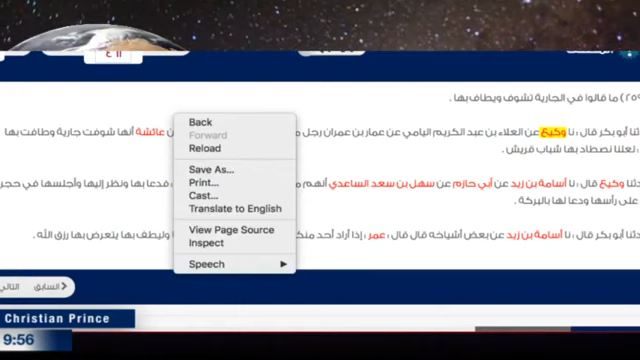 ١١ ٤
٢٥٩) ما قالوا في الجارية تشوف ويطاف بها .
دثنا أبو بكر قال : نا وكيع عن العلاء بن عبد الكريم اليامي عن عمار بن عمران رجل م
ن عائشة أنها شوفت جارية وطافت بها
: لعلنا نصطاد بها شباب قريش .
دثنا وكيع قال : نا أسامة بن زيد عن أبي حازم عن سهل بن سعد الساعدي أنهم م
، فدعا بها ونظر إليها وأجلسها في حجر
على رأسها ودعا لها بالبركة .
دثنا أبو بكر قال : نا أسامة بن زيد عن بعض أشياخه قال قال : عمر : إذا أراد أحد منك
وليطف بها يتعرض بها رزق الله .
Back
Forward
Reload
Save As...
Print...
Cast...
Translate to English
View Page Source
Inspect
Speech
السابق
التالي
Christian Prince
9:56